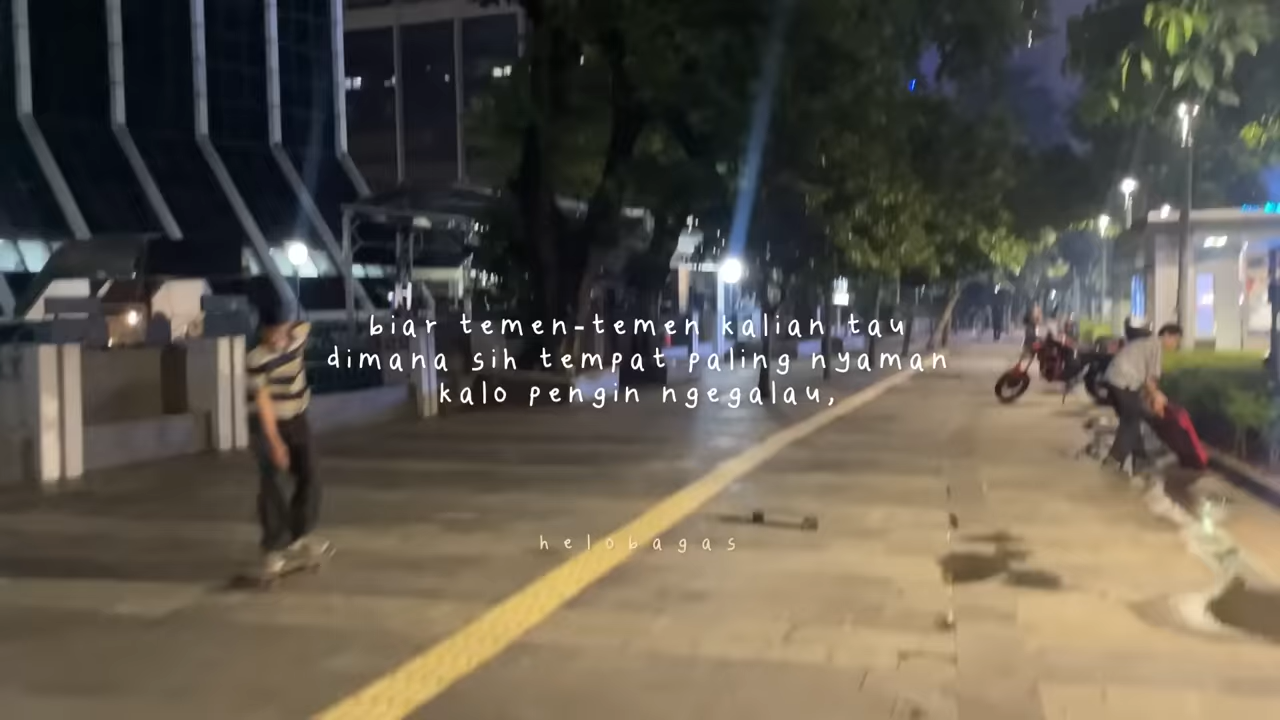 biar temen-temen kalian tau
dimana sih tempat paling nyaman
kalo pengin ngegalau,
helobagas